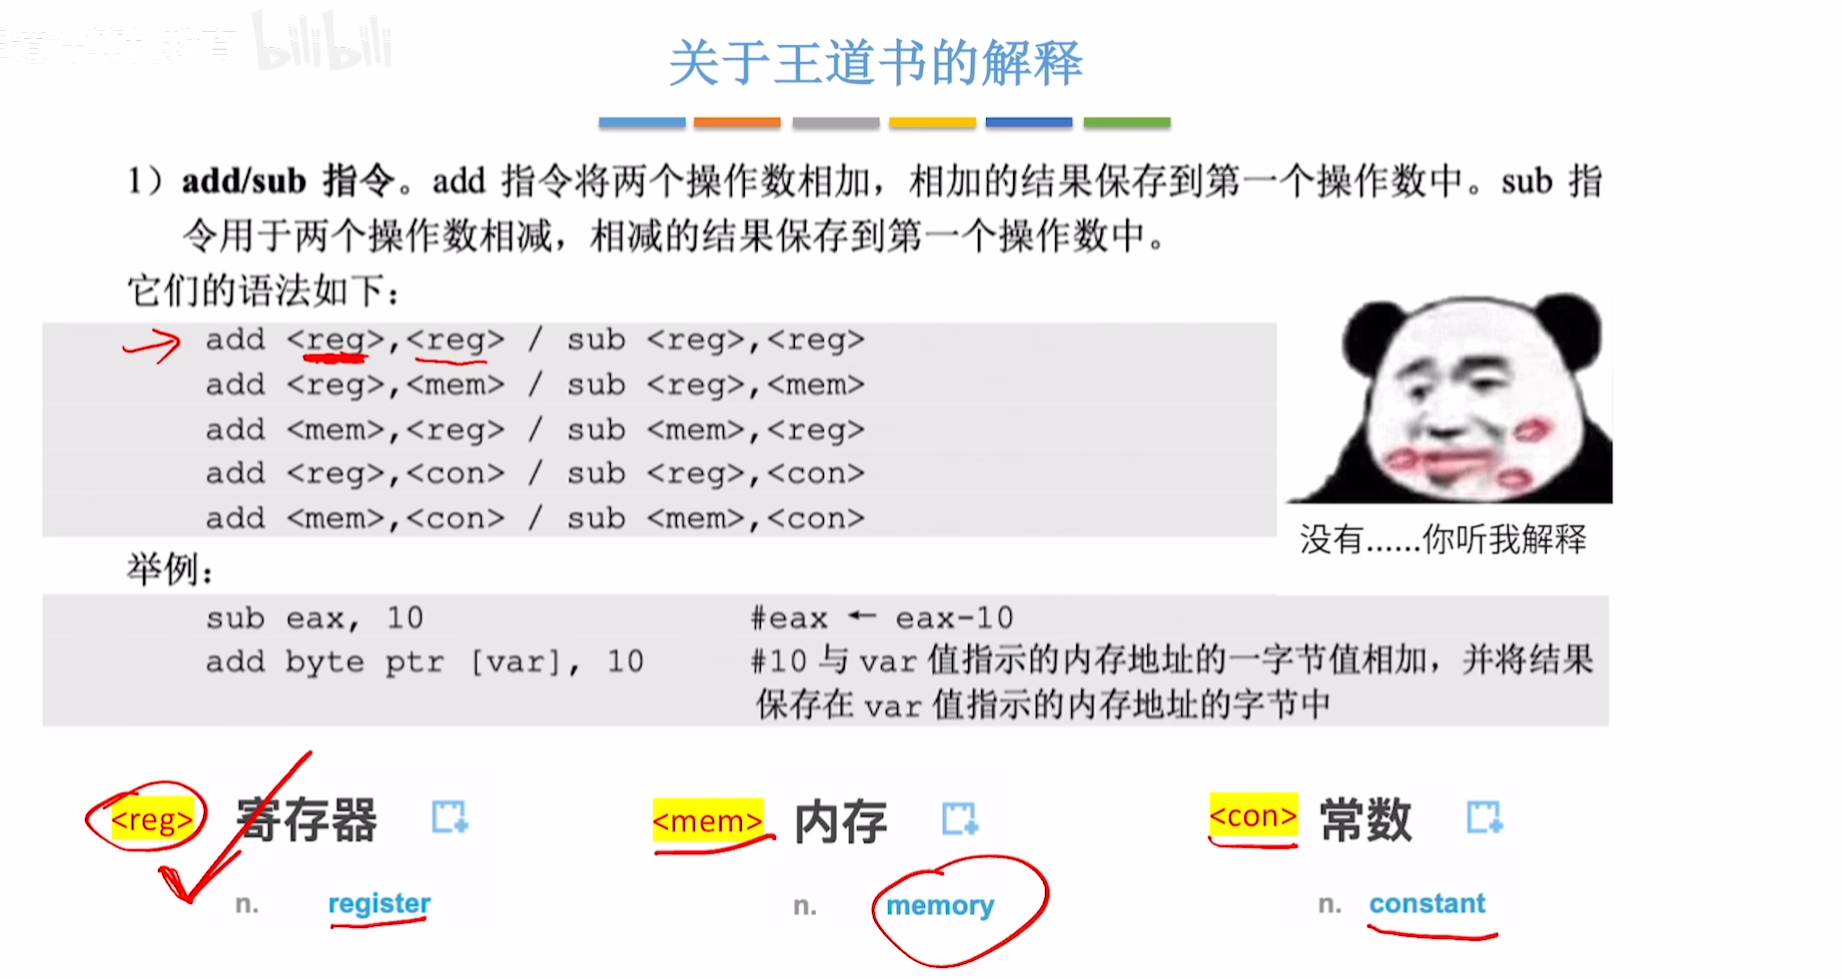 bilibili
关于王道书的解释
1）add/sub 指令。add 指令将两个操作数相加，相加的结果保存到第一个操作数中。sub 指
令用于两个操作数相减，相减的结果保存到第一个操作数中。
它们的语法如下：
add <reg>,<reg> / sub <reg>,<reg>
add <reg>,<mem> / sub <reg>,<mem>
add <mem>,<reg> / sub <mem>,<reg>
add <reg>,<con> / sub <reg>,<con>
add <mem>,<con> / sub <mem>,<con>
没有......你听我解释
举例：
sub eax, 10 #eax ← eax-10
add byte ptr [var], 10 #10 与 var 值指示的内存地址的一字节值相加，并将结果
保存在 var 值指示的内存地址的字节中
<reg> 寄存器 <mem> 内存 <con> 常数
n. register n. memory n. constant